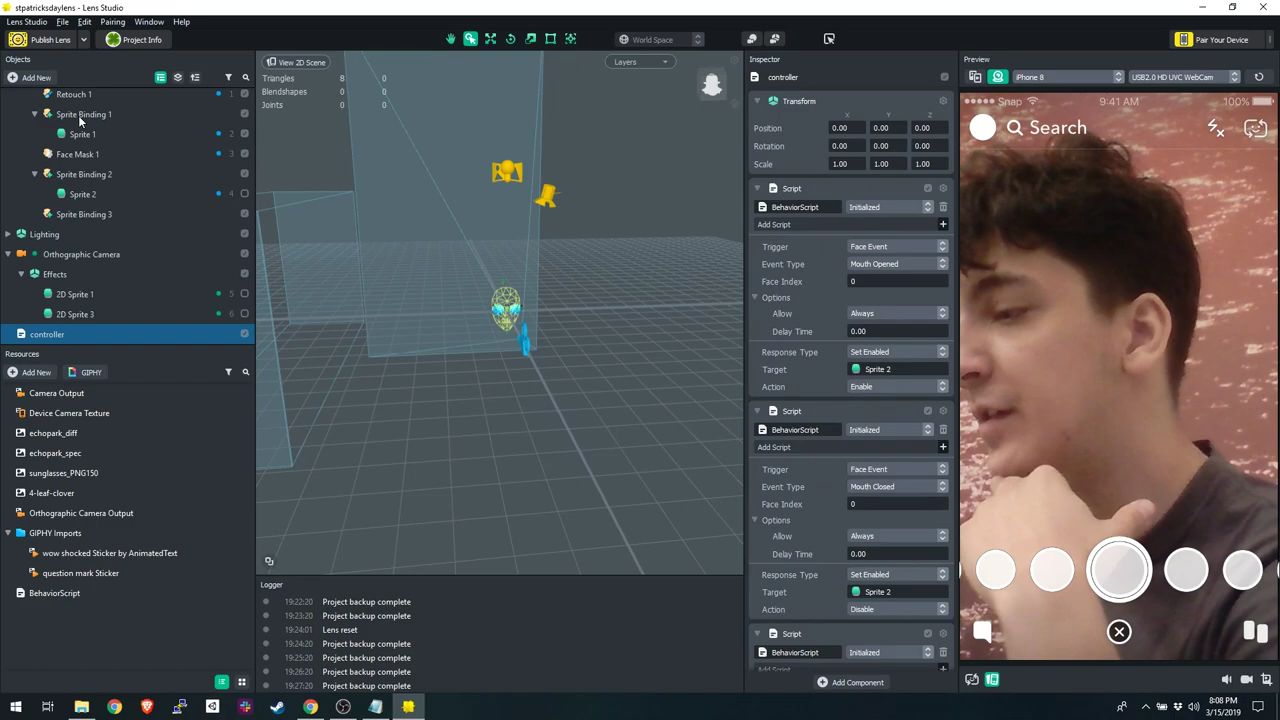 stpatricksdaylens - Lens Studio
Lens Studio File Edit Pairing Window Help
Publish Lens Project Info World Space Pair Your Device
Objects
Add New
Retouch 1 1
Sprite Binding 1
Sprite 1 2
Face Mask 1 3
Sprite Binding 2
Sprite 2 4
Sprite Binding 3
Lighting
Orthographic Camera
Effects
2D Sprite 1 5
2D Sprite 3 6
controller
Resources
Add New GIPHY
Camera Output
Device Camera Texture
echopark_diff
echopark_spec
sunglasses_PNG150
4-leaf-clover
Orthographic Camera Output
GIPHY Imports
wow shocked Sticker by AnimatedText
question mark Sticker
BehaviorScript
View 2D Scene Layers
Triangles 8 0
Blendshapes 0 0
Joints 0 0
Logger
19:22:20 Project backup complete
19:23:20 Project backup complete
19:24:01 Lens reset
19:24:20 Project backup complete
19:25:20 Project backup complete
19:26:20 Project backup complete
19:27:20 Project backup complete
Inspector
controller
Transform
X Y Z
Position 0.00 0.00 0.00
Rotation 0.00 0.00 0.00
Scale 1.00 1.00 1.00
Script
BehaviorScript Initialized
Add Script +
Trigger Face Event
Event Type Mouth Opened
Face Index 0
Options
Allow Always
Delay Time 0.00
Response Type Set Enabled
Target Sprite 2
Action Enable
Script
BehaviorScript Initialized
Add Script +
Trigger Face Event
Event Type Mouth Closed
Face Index 0
Options
Allow Always
Delay Time 0.00
Response Type Set Enabled
Target Sprite 2
Action Disable
Script
BehaviorScript Initialized
Add Script
Add Component
Preview
iPhone 8 USB2.0 HD UVC WebCam
Snap 9:41 AM 100%
Search
8:08 PM
3/15/2019